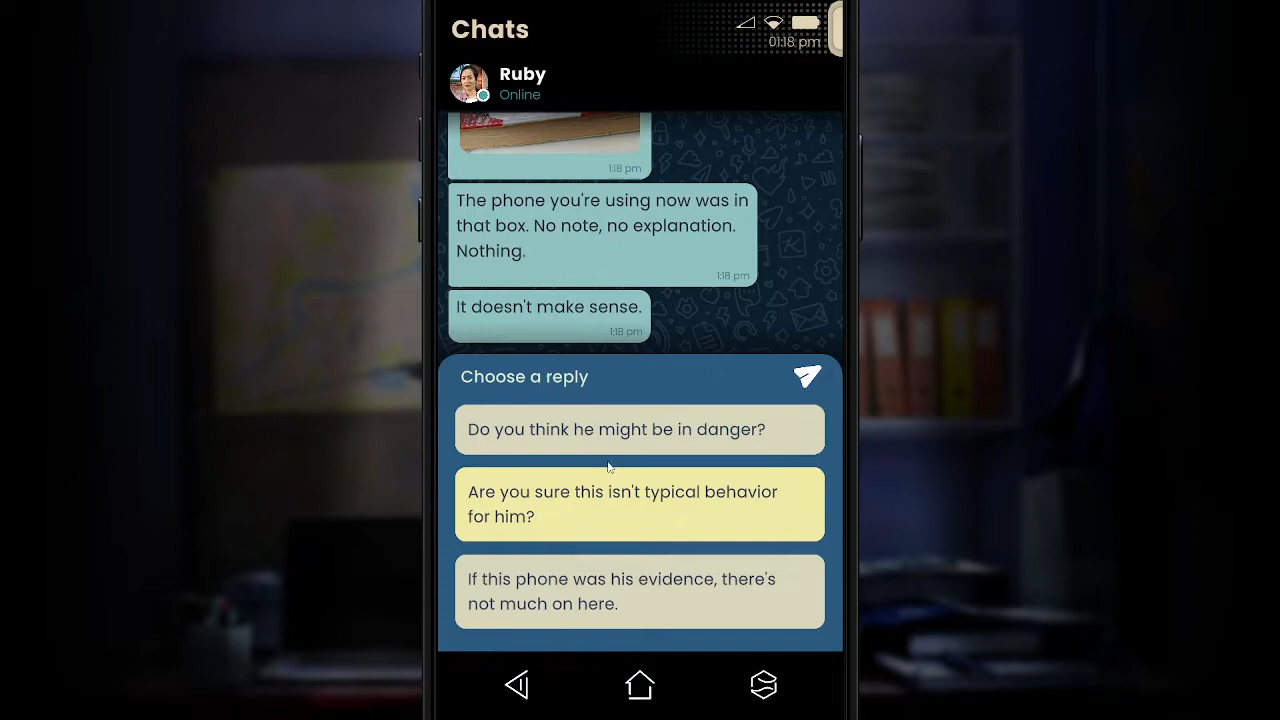 Chats
01:18 pm
Ruby
Online
1:18 pm
The phone you're using now was in
that box. No note, no explanation.
Nothing.
1:18 pm
It doesn't make sense.
1:18 pm
Choose a reply
Do you think he might be in danger?
Are you sure this isn't typical behavior
for him?
If this phone was his evidence, there's
not much on here.